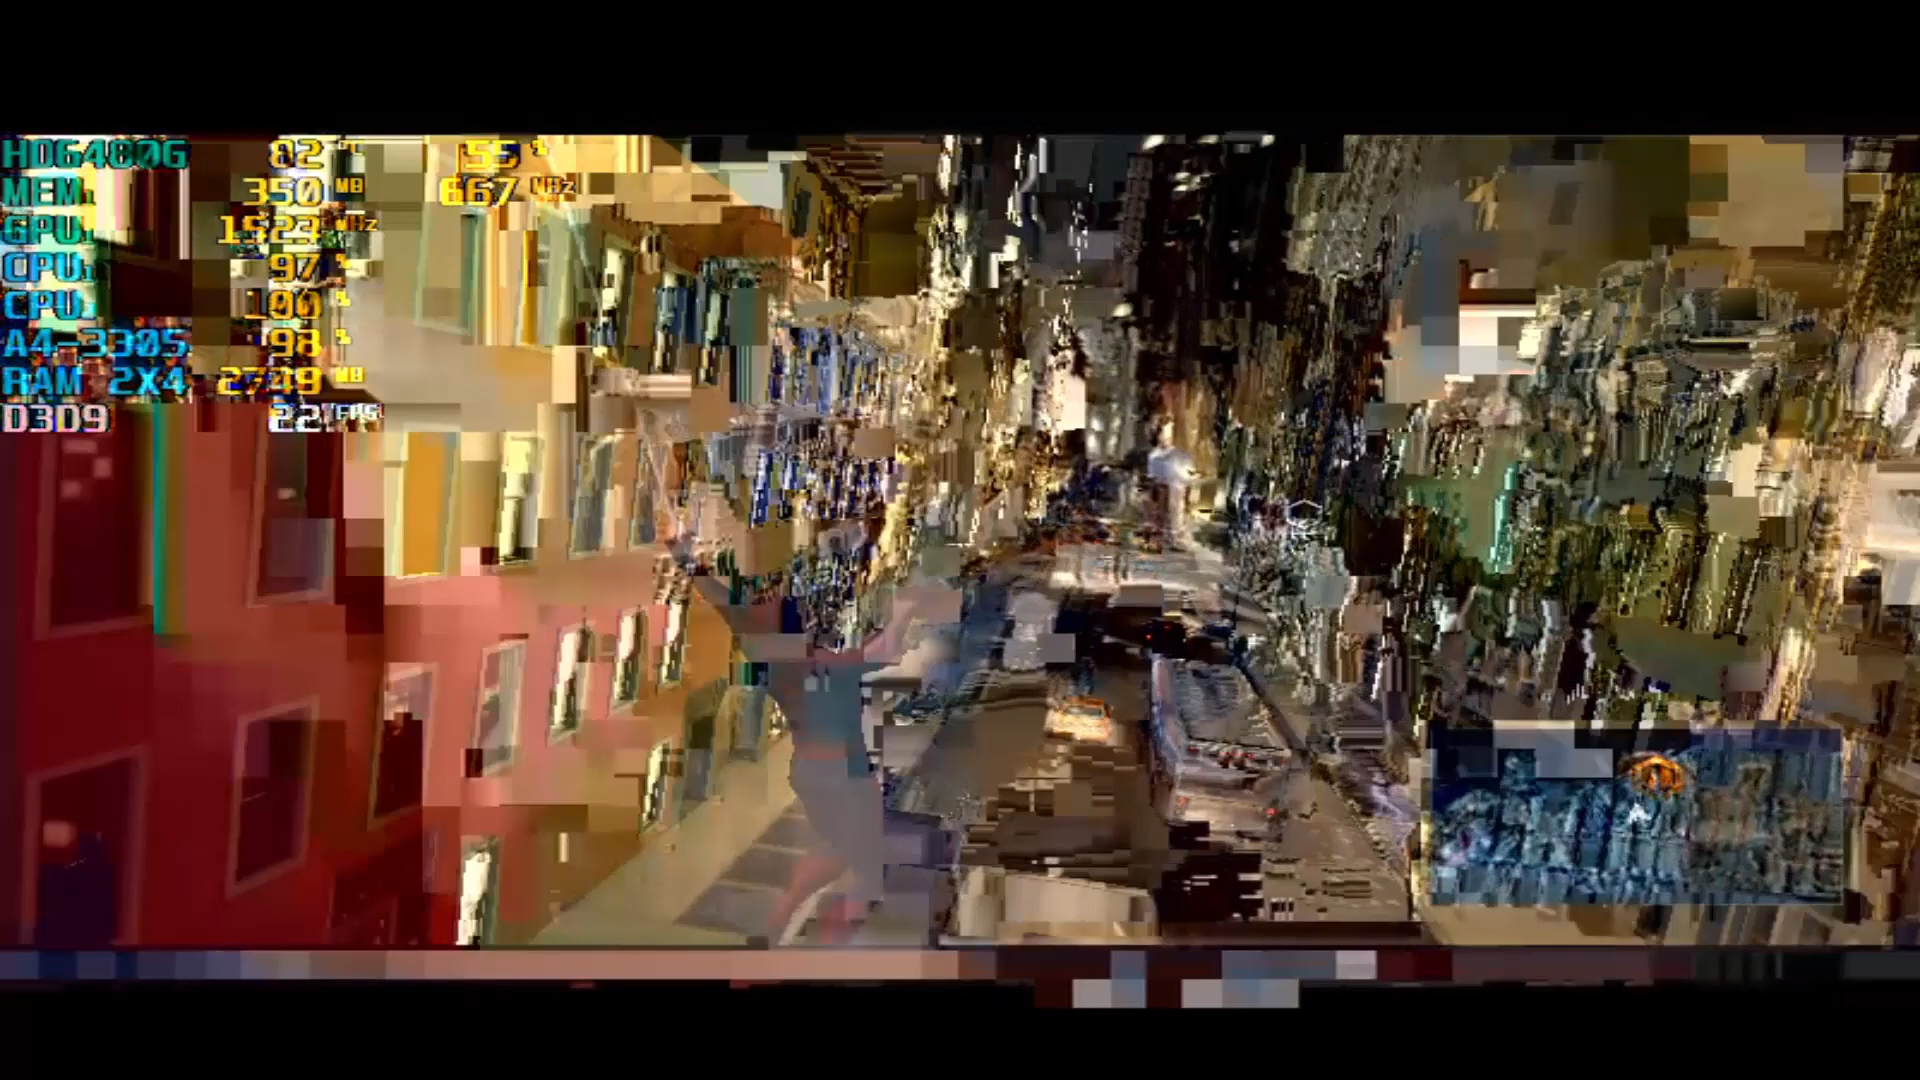 HD6480G 82 °C 55 %
MEM 350 MB 667 MHz
GPU 1523 MHz
CPU 97 %
CPU 100 %
A4-3305 98 %
RAM 2X4 2749 MB
D3D9 22 FPS